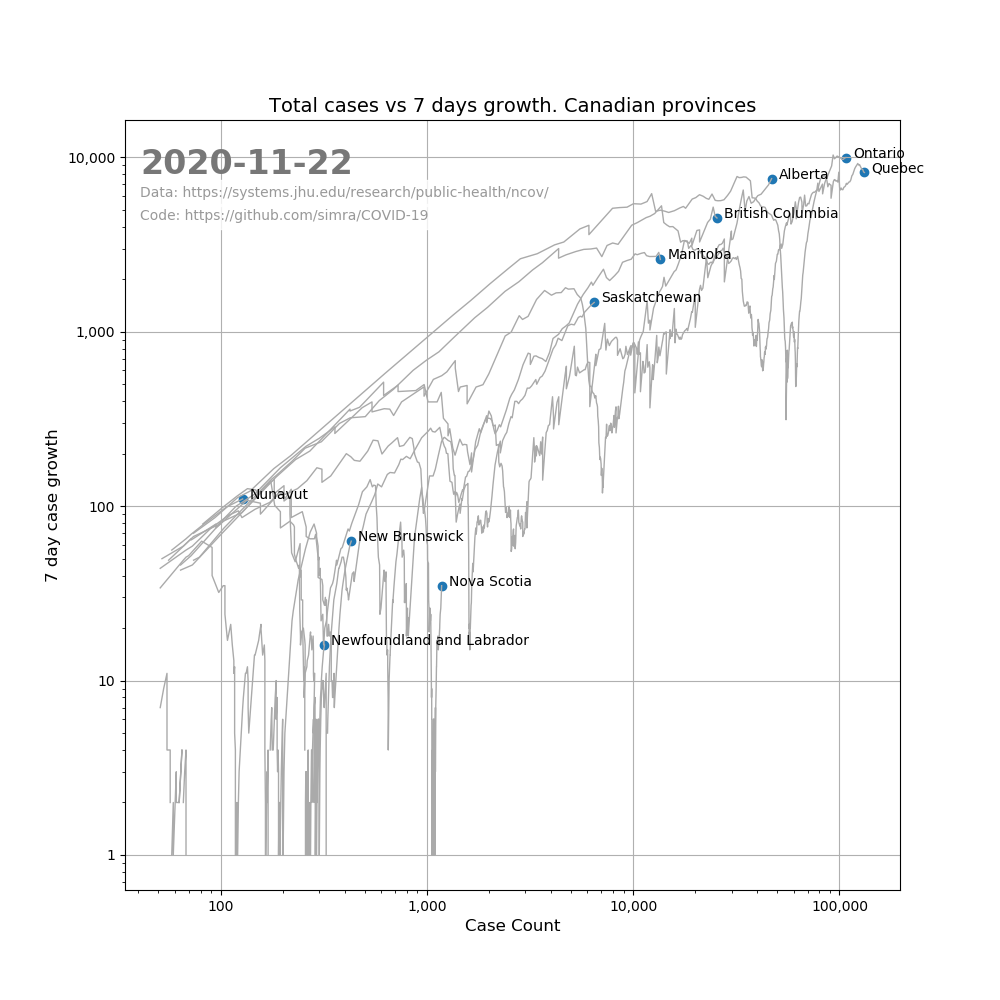 Total cases vs 7 days growth. Canadian provinces
2020-11-22
Data: https://systems.jhu.edu/research/public-health/ncov/
Code: https://github.com/simra/COVID-19
10,000
1,000
100
10
1
7 day case growth
Ontario
Quebec
Alberta
British Columbia
Manitoba
Saskatchewan
Nunavut
New Brunswick
Nova Scotia
Newfoundland and Labrador
100
1,000
10,000
100,000
Case Count